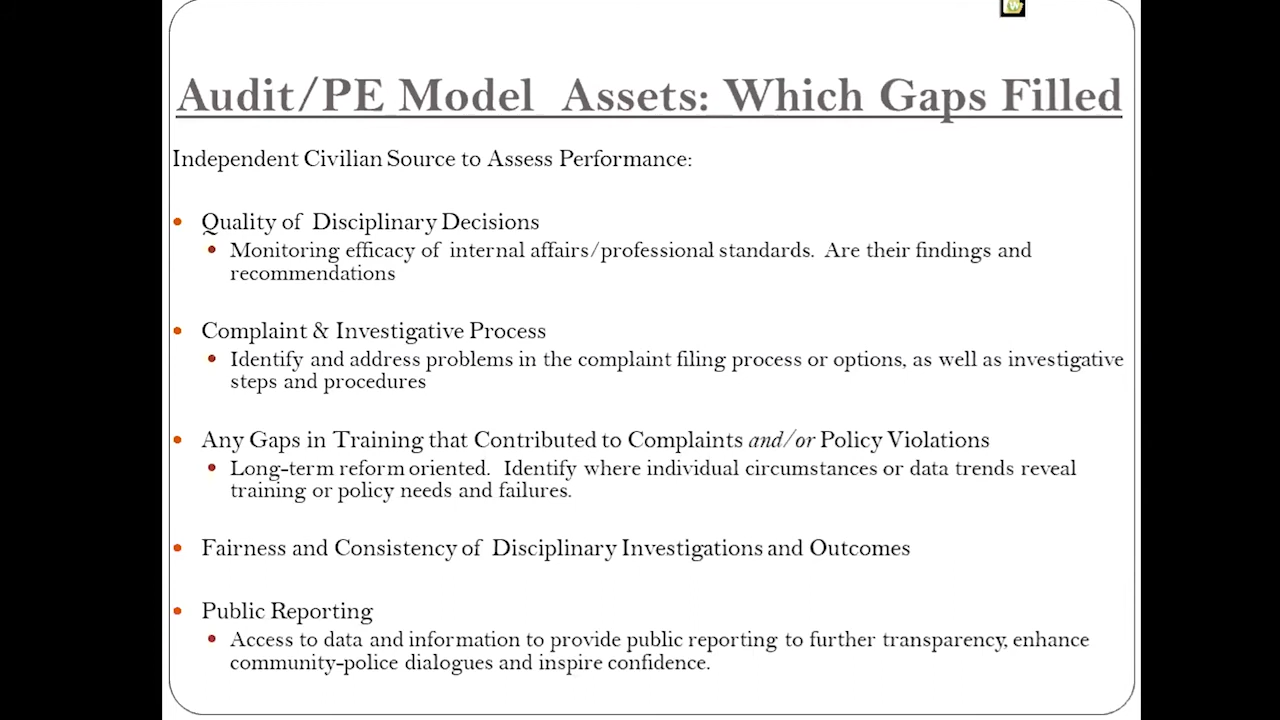 Audit/PE Model Assets: Which Gaps Filled
Independent Civilian Source to Assess Performance:
Quality of Disciplinary Decisions
Monitoring efficacy of internal affairs/professional standards. Are their findings and
recommendations
Complaint & Investigative Process
Identify and address problems in the complaint filing process or options, as well as investigative
steps and procedures
Any Gaps in Training that Contributed to Complaints and/or Policy Violations
Long-term reform oriented. Identify where individual circumstances or data trends reveal
training or policy needs and failures.
Fairness and Consistency of Disciplinary Investigations and Outcomes
Public Reporting
Access to data and information to provide public reporting to further transparency, enhance
community-police dialogues and inspire confidence.